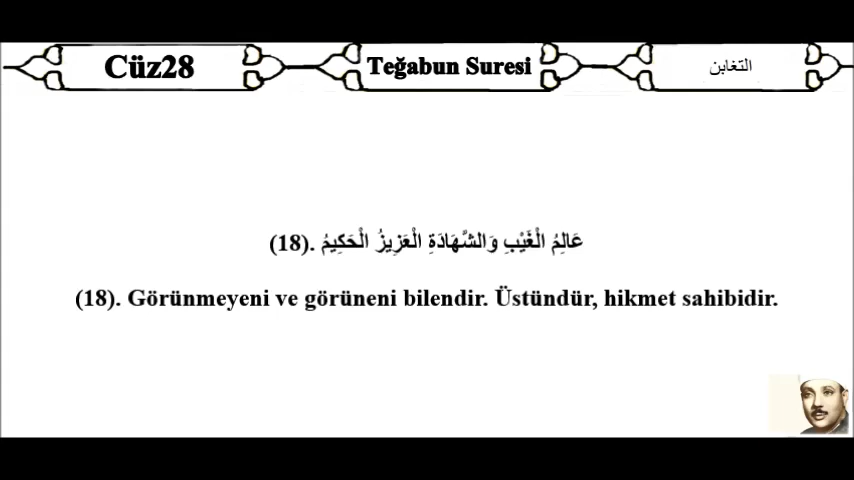 Cüz28
Teğabun Suresi
التغابن
عَالِمُ الْغَيْبِ وَالشَّهَادَةِ الْعَزِيزُ الْحَكِيمُ .(18)
(18). Görünmeyeni ve görüneni bilendir. Üstündür, hikmet sahibidir.